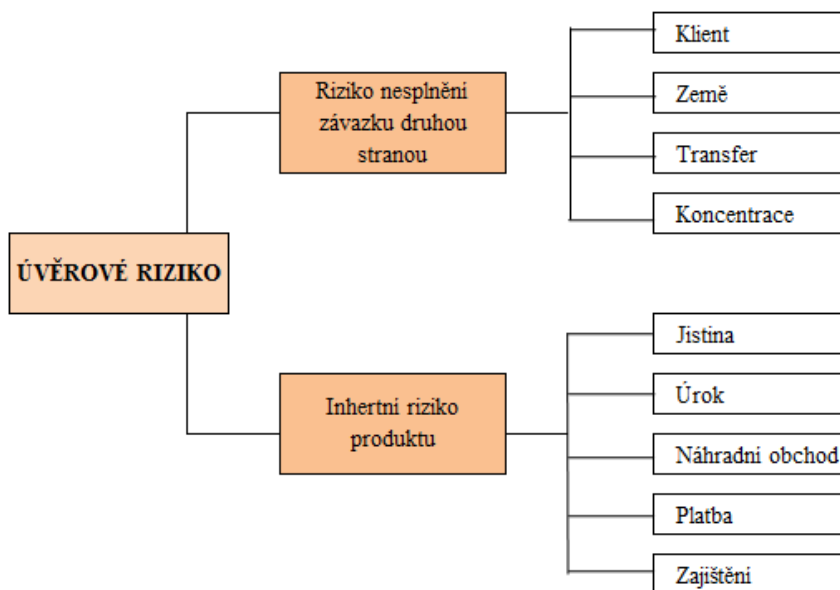 ÚVĚROVÉ RIZIKO
Riziko nesplnění
závazku druhou
stranou
Klient
Země
Transfer
Koncentrace
Inhertní riziko
produktu
Jistina
Úrok
Náhradní obchod
Platba
Zajištění